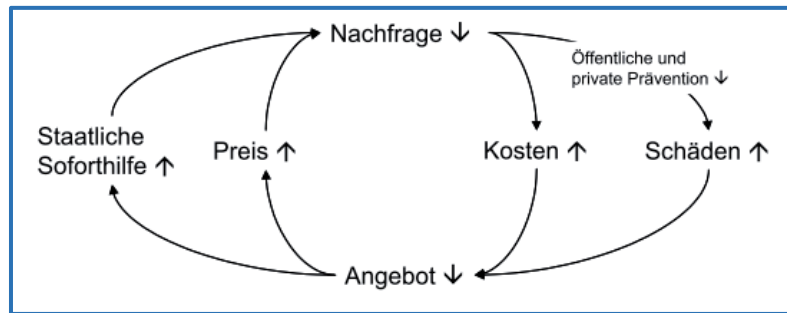 Nachfrage ↓
Öffentliche und
private Prävention ↓
Staatliche
Soforthilfe ↑
Preis ↑
Kosten ↑
Schäden ↑
Angebot ↓